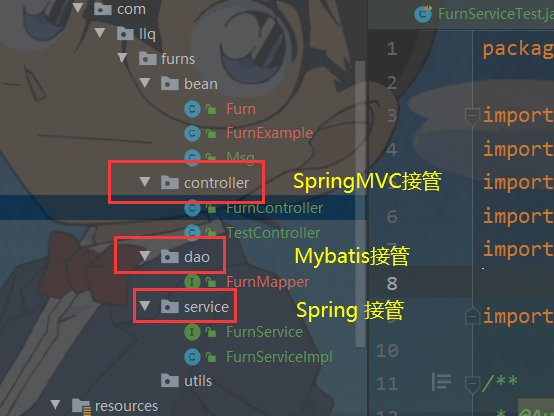 com
llq
furns
bean
Furn
FurnExample
Msg
controller
SpringMVC接管
FurnController
TestController
dao
Mybatis接管
FurnMapper
service
Spring 接管
FurnService
FurnServiceImpl
utils
resources
FurnServiceTest.ja
1
packag
2
3
import
4
import
5
import
6
import
7
import
8
9
import
10
11
/**